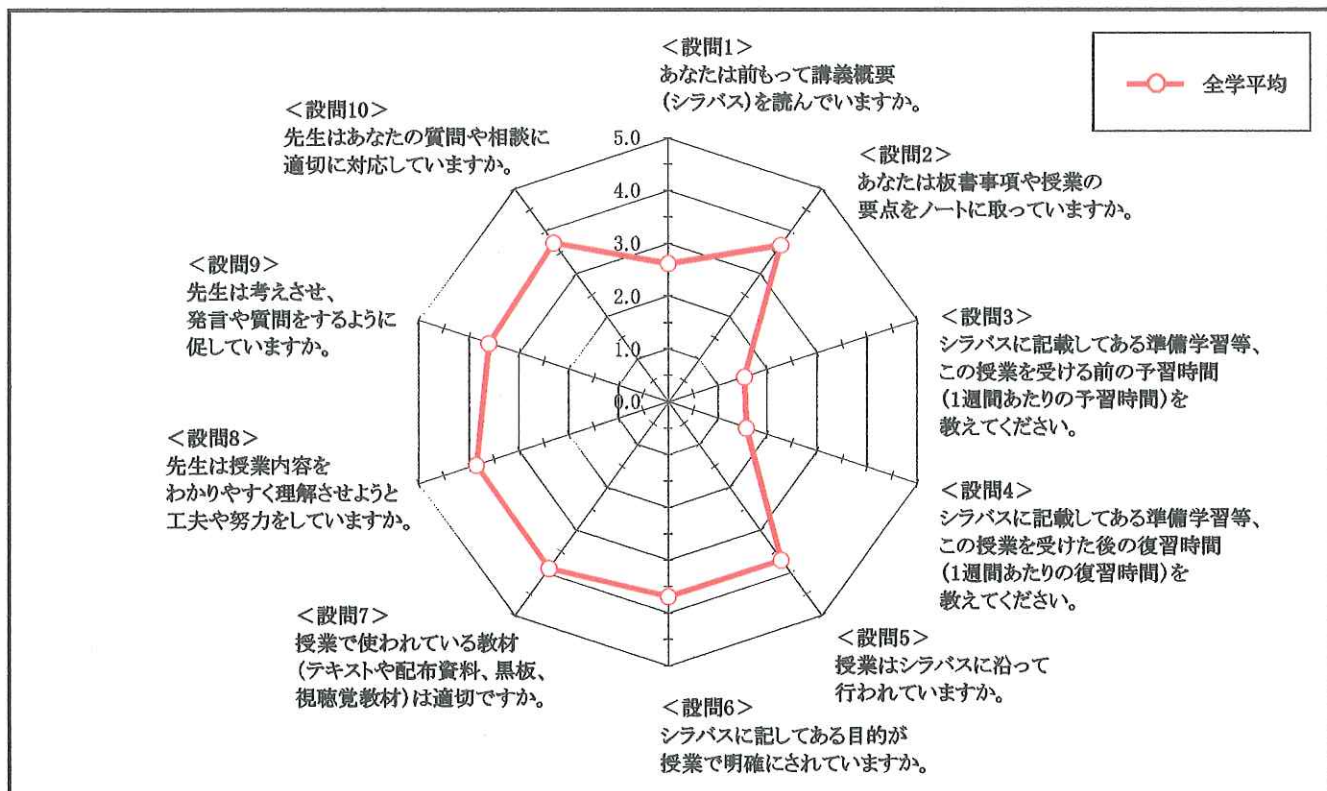 <設問1>
あなたは前もって講義概要
(シラバス)を読んでいますか。
全学平均
<設問10>
先生はあなたの質問や相談に
適切に対応していますか。
<設問2>
あなたは板書事項や授業の
要点をノートに取っていますか。
5.0
4.0
3.0
2.0
1.0
0.0
<設問9>
先生は考えさせ、
発言や質問をするように
促していますか。
<設問3>
シラバスに記載してある準備学習等、
この授業を受ける前の予習時間
(1週間あたりの予習時間)を
教えてください。
<設問8>
先生は授業内容を
わかりやすく理解させようと
工夫や努力をしていますか。
<設問4>
シラバスに記載してある準備学習等、
この授業を受けた後の復習時間
(1週間あたりの復習時間)を
教えてください。
<設問7>
授業で使われている教材
(テキストや配布資料、黒板、
視聴覚教材)は適切ですか。
<設問5>
授業はシラバスに沿って
行われていますか。
<設問6>
シラバスに記してある目的が
授業で明確にされていますか。